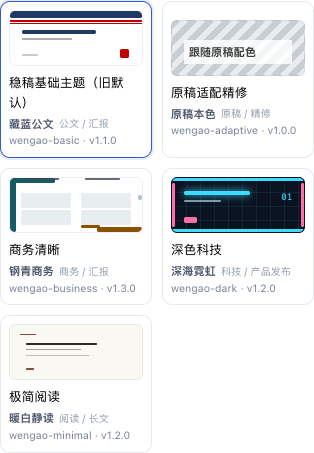 稳稿基础主题（旧默
认）
藏蓝公文 公文 / 汇报
wengao-basic · v1.1.0
跟随原稿配色
原稿适配精修
原稿本色 原稿 / 精修
wengao-adaptive · v1.0.0
商务清晰
钢青商务 商务 / 汇报
wengao-business · v1.3.0
01
深色科技
深海霓虹 科技 / 产品发布
wengao-dark · v1.2.0
极简阅读
暖白静读 阅读 / 长文
wengao-minimal · v1.2.0